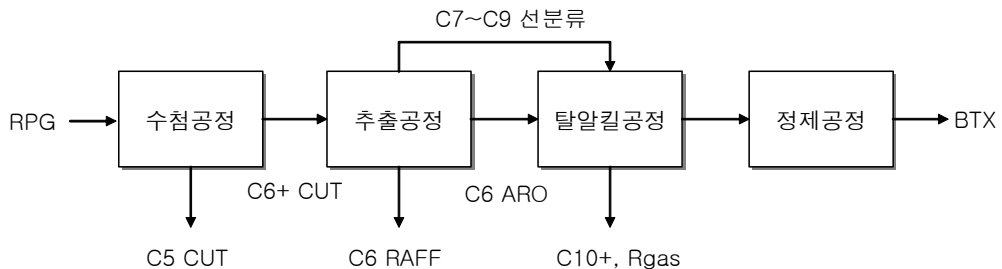 C7~C9 선분류
RPG
수첨공정
추출공정
탈알킬공정
정제공정
BTX
C6+ CUT
C6 ARO
C5 CUT
C6 RAFF
C10+, Rgas